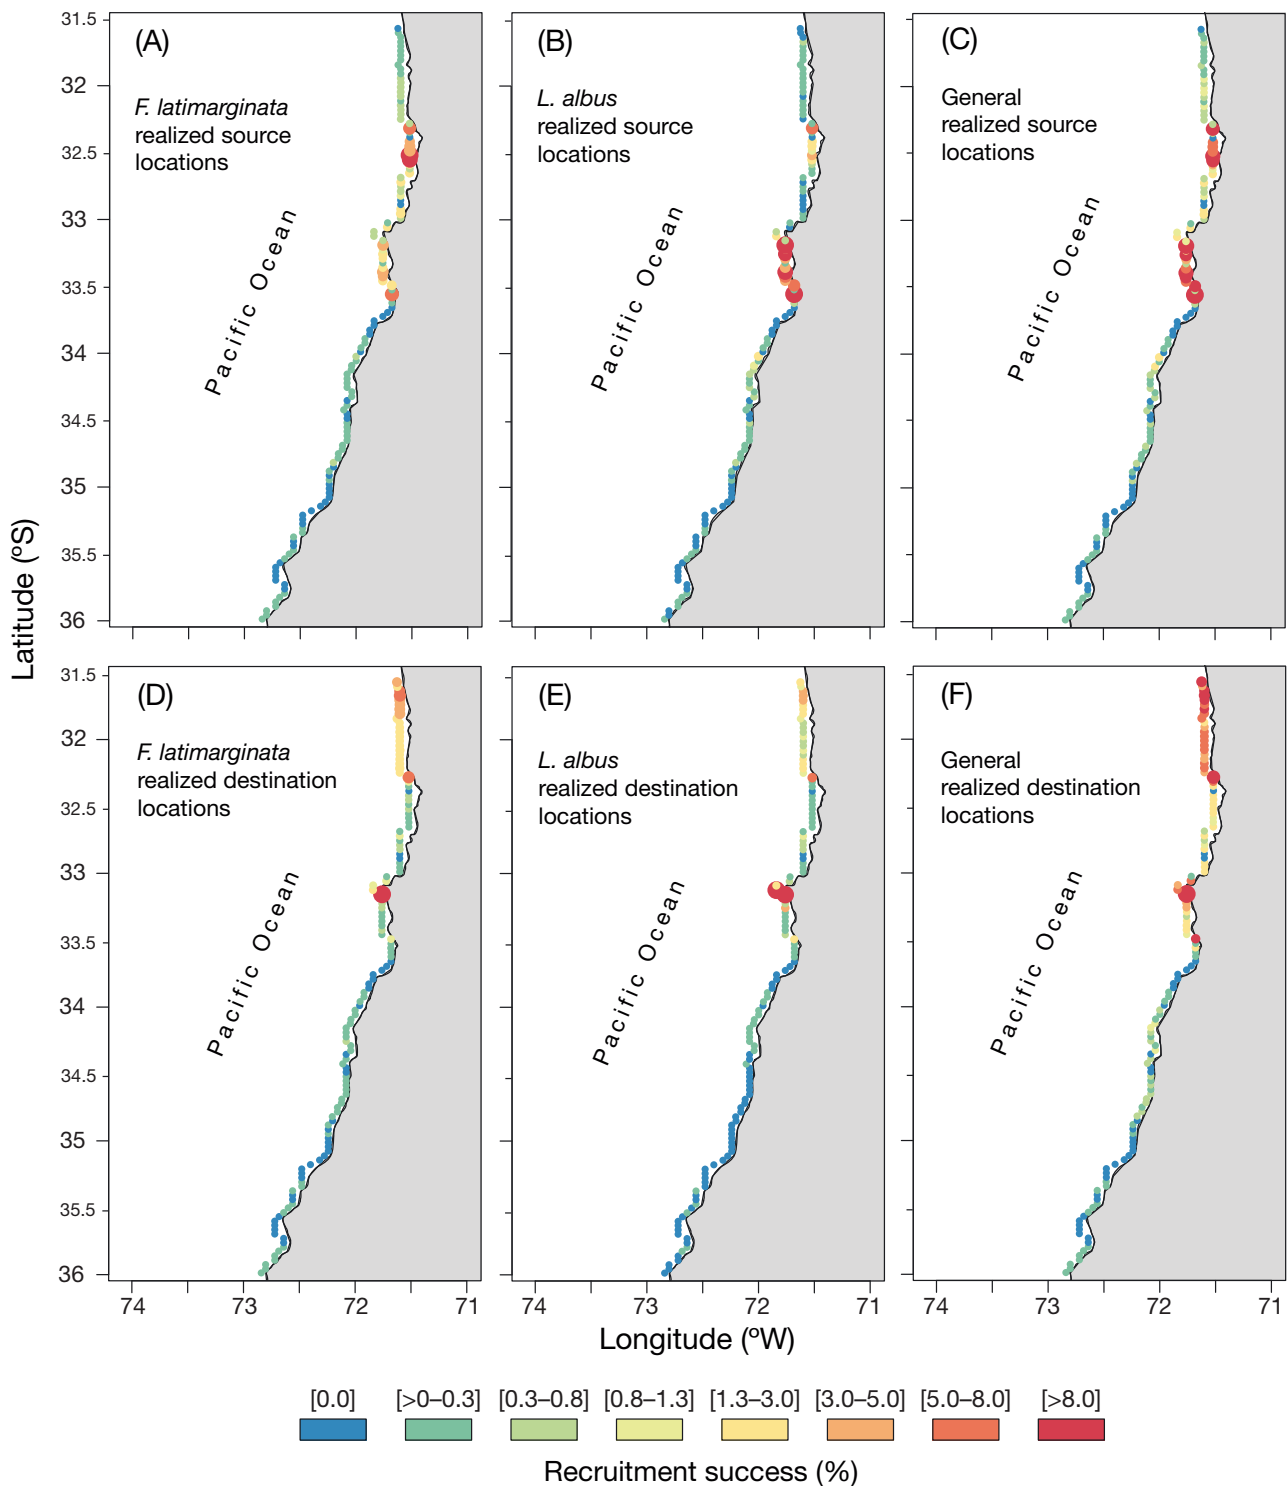 (A)
F. latimarginata
realized source
locations
Pacific Ocean
(B)
L. albus
realized source
locations
Pacific Ocean
(C)
General
realized source
locations
Pacific Ocean
31.5
32
32.5
33
33.5
34
34.5
35
35.5
36
Latitude (ºS)
(D)
F. latimarginata
realized destination
locations
Pacific Ocean
(E)
L. albus
realized destination
locations
Pacific Ocean
(F)
General
realized destination
locations
Pacific Ocean
31.5
32
32.5
33
33.5
34
34.5
35
35.5
36
74 73 72 71
74 73 72 71
74 73 72 71
Longitude (ºW)
[0.0] [>0–0.3] [0.3–0.8] [0.8–1.3] [1.3–3.0] [3.0–5.0] [5.0–8.0] [>8.0]
Recruitment success (%)